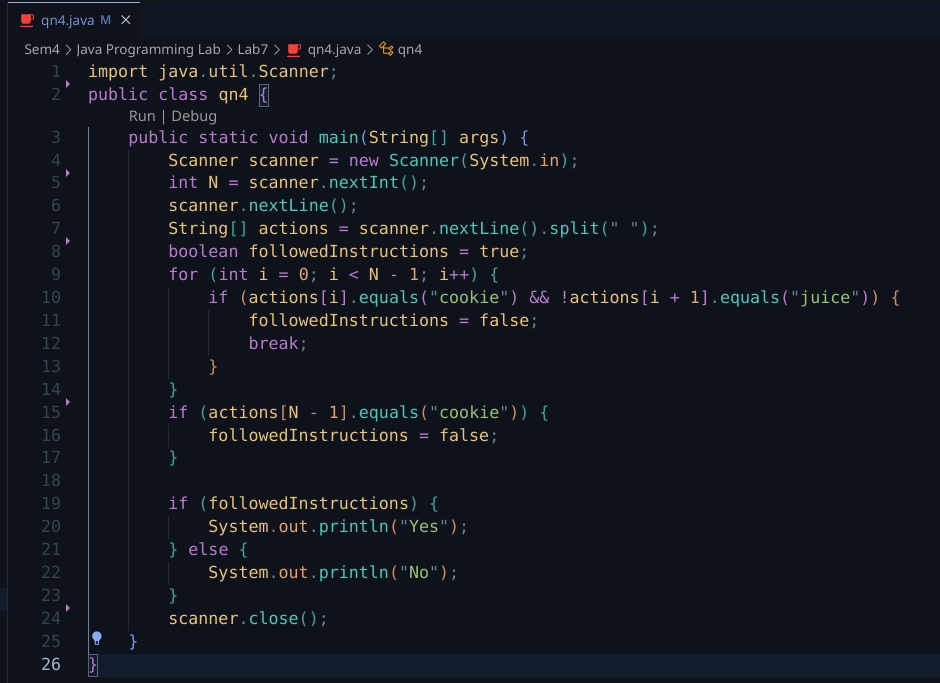 qn4.java M ×
Sem4 > Java Programming Lab > Lab7 > qn4.java > qn4
1 import java.util.Scanner;
2 public class qn4 {
Run | Debug
3     public static void main(String[] args) {
4         Scanner scanner = new Scanner(System.in);
5         int N = scanner.nextInt();
6         scanner.nextLine();
7         String[] actions = scanner.nextLine().split(" ");
8         boolean followedInstructions = true;
9         for (int i = 0; i < N - 1; i++) {
10             if (actions[i].equals("cookie") && !actions[i + 1].equals("juice")) {
11                 followedInstructions = false;
12                 break;
13             }
14         }
15         if (actions[N - 1].equals("cookie")) {
16             followedInstructions = false;
17         }
18
19         if (followedInstructions) {
20             System.out.println("Yes");
21         } else {
22             System.out.println("No");
23         }
24         scanner.close();
25     }
26 }